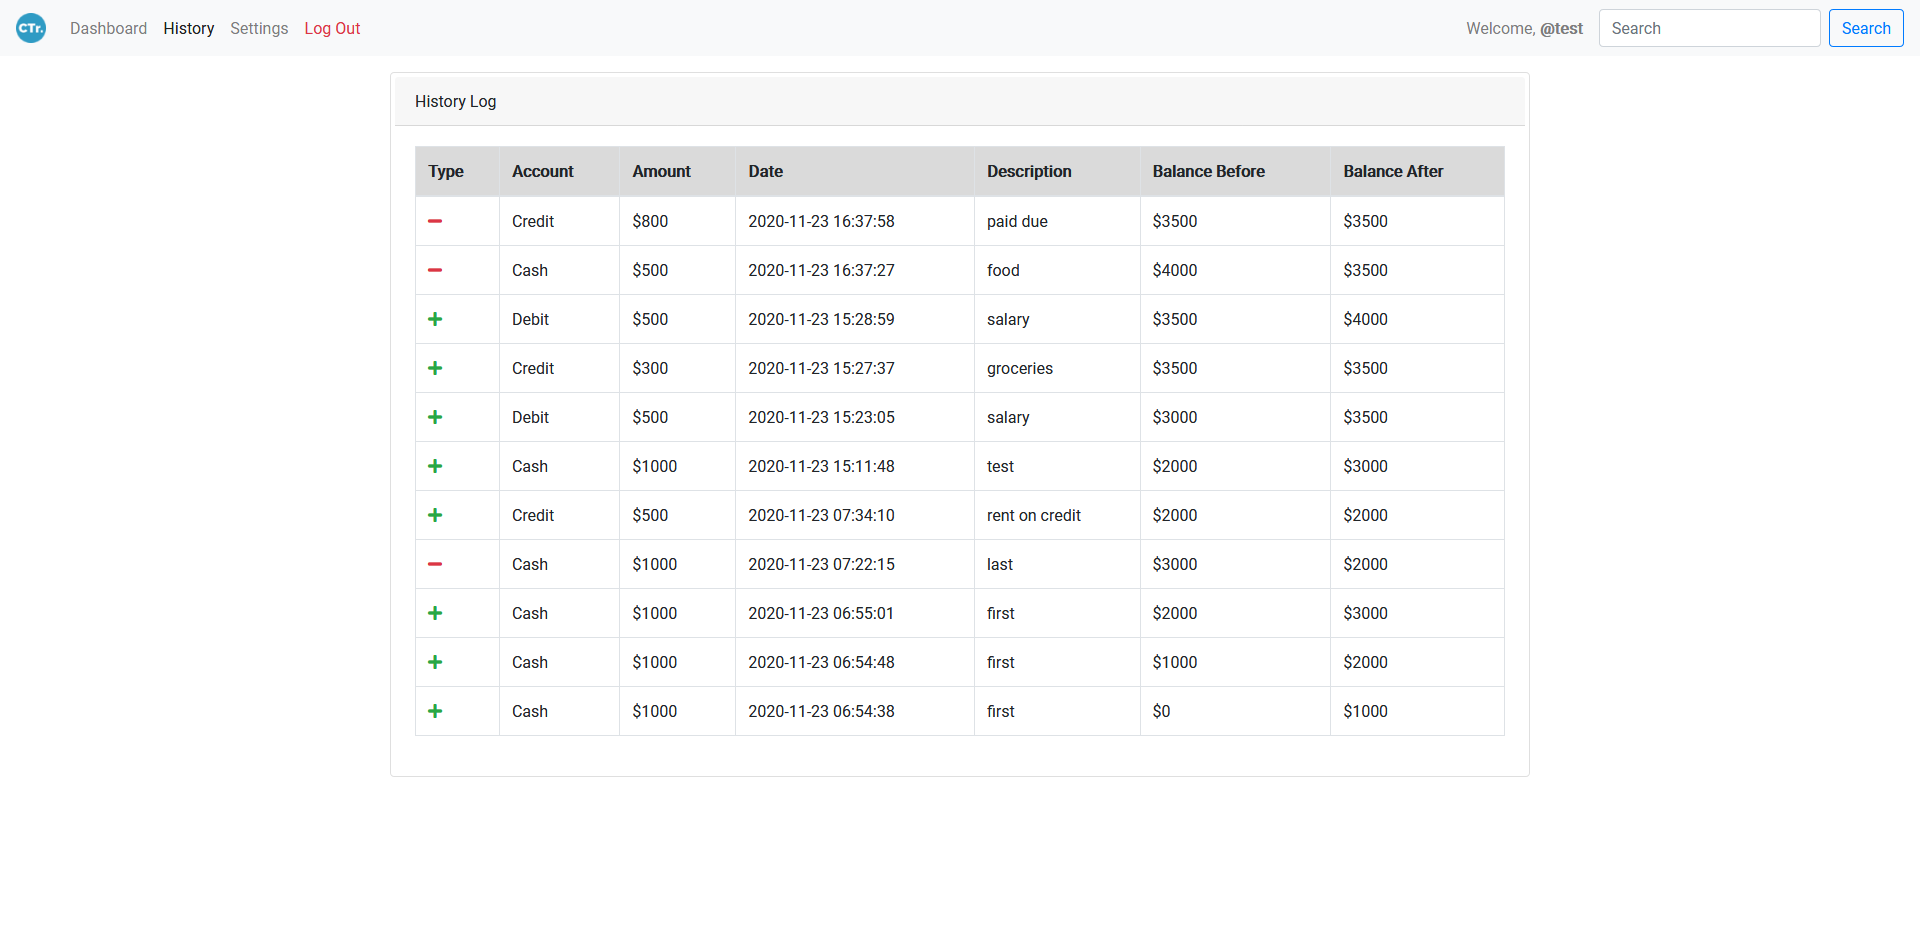 CTr. Dashboard History Settings Log Out Welcome, @test Search Search
History Log
Type Account Amount Date Description Balance Before Balance After
Credit $800 2020-11-23 16:37:58 paid due $3500 $3500
Cash $500 2020-11-23 16:37:27 food $4000 $3500
Debit $500 2020-11-23 15:28:59 salary $3500 $4000
Credit $300 2020-11-23 15:27:37 groceries $3500 $3500
Debit $500 2020-11-23 15:23:05 salary $3000 $3500
Cash $1000 2020-11-23 15:11:48 test $2000 $3000
Credit $500 2020-11-23 07:34:10 rent on credit $2000 $2000
Cash $1000 2020-11-23 07:22:15 last $3000 $2000
Cash $1000 2020-11-23 06:55:01 first $2000 $3000
Cash $1000 2020-11-23 06:54:48 first $1000 $2000
Cash $1000 2020-11-23 06:54:38 first $0 $1000